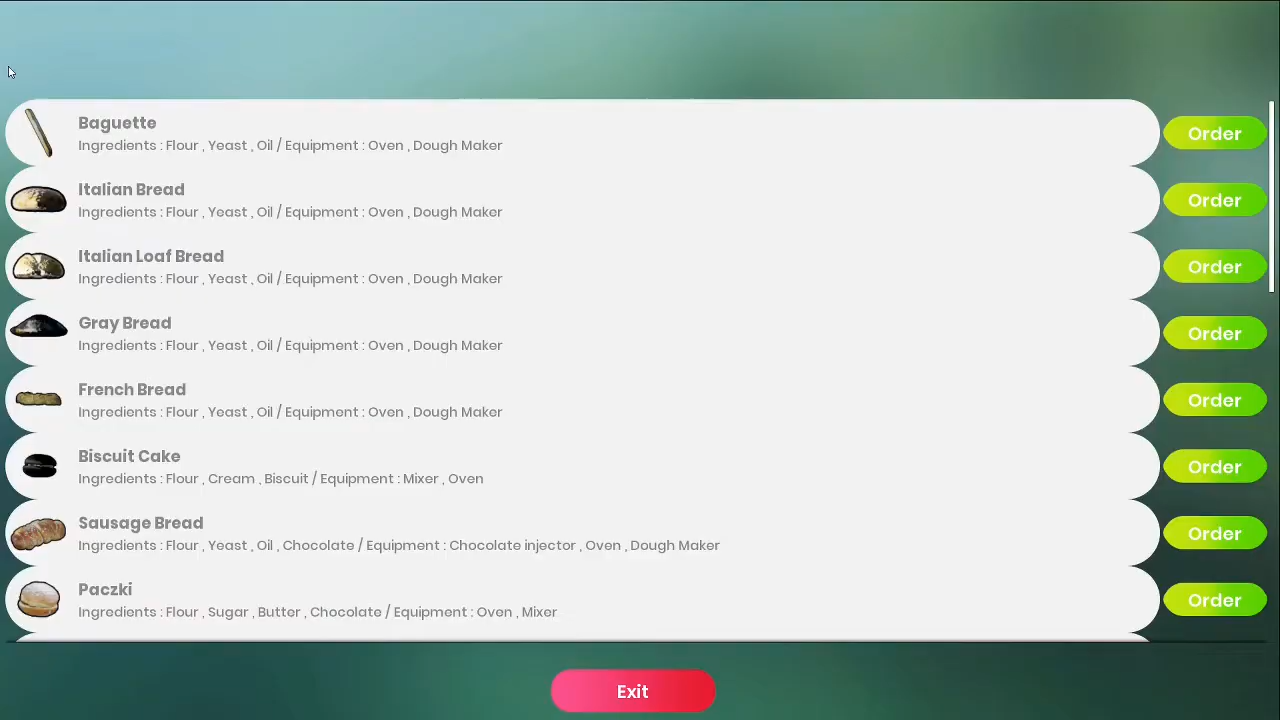 Baguette
Ingredients : Flour , Yeast , Oil / Equipment : Oven , Dough Maker
Order
Italian Bread
Ingredients : Flour , Yeast , Oil / Equipment : Oven , Dough Maker
Order
Italian Loaf Bread
Ingredients : Flour , Yeast , Oil / Equipment : Oven , Dough Maker
Order
Gray Bread
Ingredients : Flour , Yeast , Oil / Equipment : Oven , Dough Maker
Order
French Bread
Ingredients : Flour , Yeast , Oil / Equipment : Oven , Dough Maker
Order
Biscuit Cake
Ingredients : Flour , Cream , Biscuit / Equipment : Mixer , Oven
Order
Sausage Bread
Ingredients : Flour , Yeast , Oil , Chocolate / Equipment : Chocolate injector , Oven , Dough Maker
Order
Paczki
Ingredients : Flour , Sugar , Butter , Chocolate / Equipment : Oven , Mixer
Order
Exit